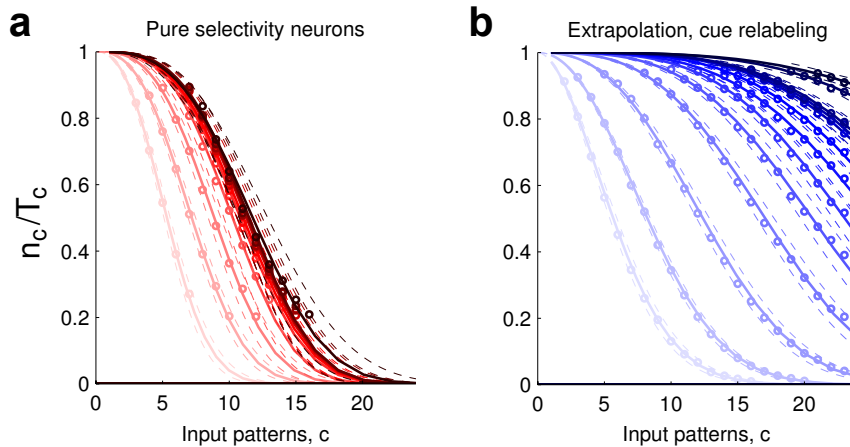 a
Pure selectivity neurons
n_c/T_c
1
0.8
0.6
0.4
0.2
0
0 5 10 15 20
Input patterns, c
b
Extrapolation, cue relabeling
1
0.8
0.6
0.4
0.2
0
0 5 10 15 20
Input patterns, c